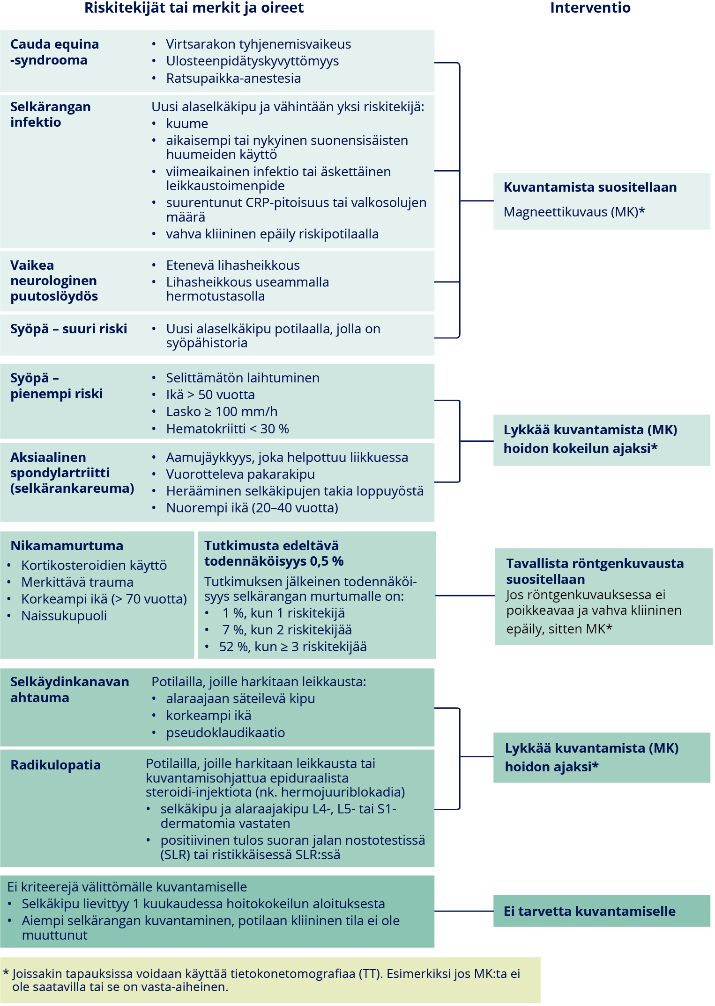 Riskitekijät tai merkit ja oireet
Interventio
Cauda equina
-syndrooma
• Virtsarakon tyhjenemisvaikeus
• Ulosteenpidätyskyvyttömyys
• Ratsupaikka-anestesia
Selkärangan
infektio
Uusi alaselkäkipu ja vähintään yksi riskitekijä:
• kuume
• aikaisempi tai nykyinen suonensisäisten
huumeiden käyttö
• viimeaikainen infektio tai äskettäinen
leikkaustoimenpide
• suurentunut CRP-pitoisuus tai valkosolujen
määrä
• vahva kliininen epäily riskipotilaalla
Vaikea
neurologinen
puutoslöydös
• Etenevä lihasheikkous
• Lihasheikkous useammalla
hermotustasolla
Syöpä – suuri riski
• Uusi alaselkäkipu potilaalla, jolla on
syöpähistoria
Kuvantamista suositellaan
Magneettikuvaus (MK)*
Syöpä –
pienempi riski
• Selittämätön laihtuminen
• Ikä > 50 vuotta
• Lasko ≥ 100 mm/h
• Hematokriitti < 30 %
Aksiaalinen
spondylartriitti
(selkärankareuma)
• Aamujäykkyys, joka helpottuu liikkuessa
• Vuorotteleva pakarakipu
• Herääminen selkäkipujen takia loppuyöstä
• Nuorempi ikä (20–40 vuotta)
Lykkää kuvantamista (MK)
hoidon kokeilun ajaksi*
Nikamamurtuma
• Kortikosteroidien käyttö
• Merkittävä trauma
• Korkeampi ikä (> 70 vuotta)
• Naissukupuoli
Tutkimusta edeltävä
todennäköisyys 0,5 %
Tutkimuksen jälkeinen todennäköi-
syys selkärangan murtumalle on:
• 1 %, kun 1 riskitekijä
• 7 %, kun 2 riskitekijää
• 52 %, kun ≥ 3 riskitekijää
Tavallista röntgenkuvausta
suositellaan
Jos röntgenkuvauksessa ei
poikkeavaa ja vahva kliininen
epäily, sitten MK*
Selkäydinkanavan
ahtauma
Potilailla, joille harkitaan leikkausta:
• alaraajaan säteilevä kipu
• korkeampi ikä
• pseudoklaudikaatio
Radikulopatia
Potilailla, joille harkitaan leikkausta tai
kuvantamisohjattua epiduraalista
steroidi-injektiota (nk. hermojuuriblokadia)
• selkäkipu ja alaraajakipu L4-, L5- tai S1-
dermatomia vastaten
• positiivinen tulos suoran jalan nostotestissä
(SLR) tai ristikkäisessä SLR:ssä
Lykkää kuvantamista (MK)
hoidon ajaksi*
Ei kriteerejä välittömälle kuvantamiselle
• Selkäkipu lievittyy 1 kuukaudessa hoitokokeilun aloituksesta
• Aiempi selkärangan kuvantaminen, potilaan kliininen tila ei ole
muuttunut
Ei tarvetta kuvantamiselle
* Joissakin tapauksissa voidaan käyttää tietokonetomografiaa (TT). Esimerkiksi jos MK:ta ei
ole saatavilla tai se on vasta-aiheinen.